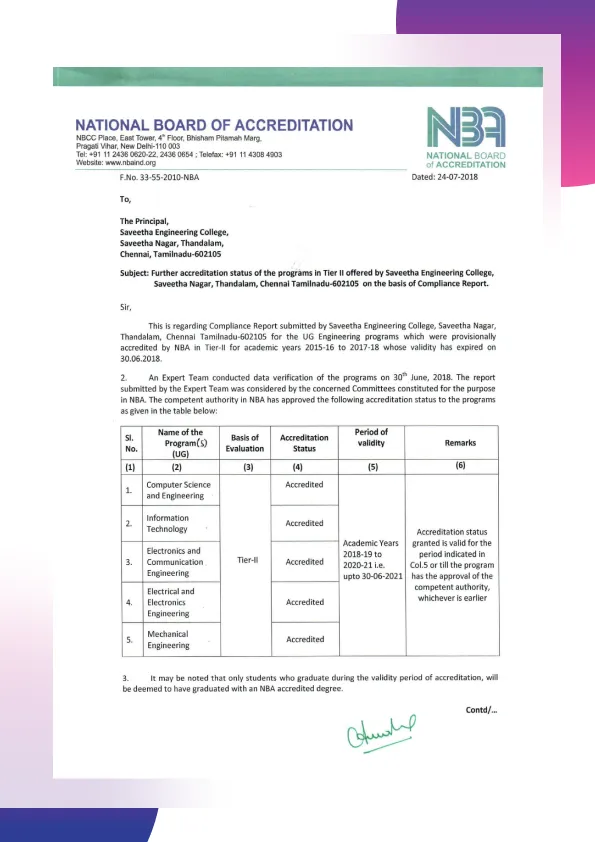 NATIONAL BOARD OF ACCREDITATION
NBCC Place, East Tower, 4th Floor, Bhisham Pitamah Marg,
Pragati Vihar, New Delhi-110 003
Tel: +91 11 2436 0620-22, 2436 0654 ; Telefax: +91 11 4308 4903
Website: www.nbaind.org
NBA
NATIONAL BOARD
of ACCREDITATION
F.No. 33-55-2010-NBA
Dated: 24-07-2018
To,
The Principal,
Saveetha Engineering College,
Saveetha Nagar, Thandalam,
Chennai, Tamilnadu-602105
Subject: Further accreditation status of the programs in Tier II offered by Saveetha Engineering College,
Saveetha Nagar, Thandalam, Chennai Tamilnadu-602105 on the basis of Compliance Report.
Sir,
This is regarding Compliance Report submitted by Saveetha Engineering College, Saveetha Nagar,
Thandalam, Chennai Tamilnadu-602105 for the UG Engineering programs which were provisionally
accredited by NBA in Tier-II for academic years 2015-16 to 2017-18 whose validity has expired on
30.06.2018.
2. An Expert Team conducted data verification of the programs on 30th June, 2018. The report
submitted by the Expert Team was considered by the concerned Committees constituted for the purpose
in NBA. The competent authority in NBA has approved the following accreditation status to the programs
as given in the table below:
Sl.
No.
Name of the
Program(s)
(UG)
Basis of
Evaluation
Accreditation
Status
Period of
validity
Remarks
(1) (2) (3) (4) (5) (6)
1.
Computer Science
and Engineering
Accredited
2.
Information
Technology
Accredited
3.
Electronics and
Communication
Engineering
Tier-II
Accredited
Academic Years
2018-19 to
2020-21 i.e.
upto 30-06-2021
Accreditation status
granted is valid for the
period indicated in
Col.5 or till the program
has the approval of the
competent authority,
whichever is earlier
4.
Electrical and
Electronics
Engineering
Accredited
5.
Mechanical
Engineering
Accredited
3. It may be noted that only students who graduate during the validity period of accreditation, will
be deemed to have graduated with an NBA accredited degree.
Contd/...